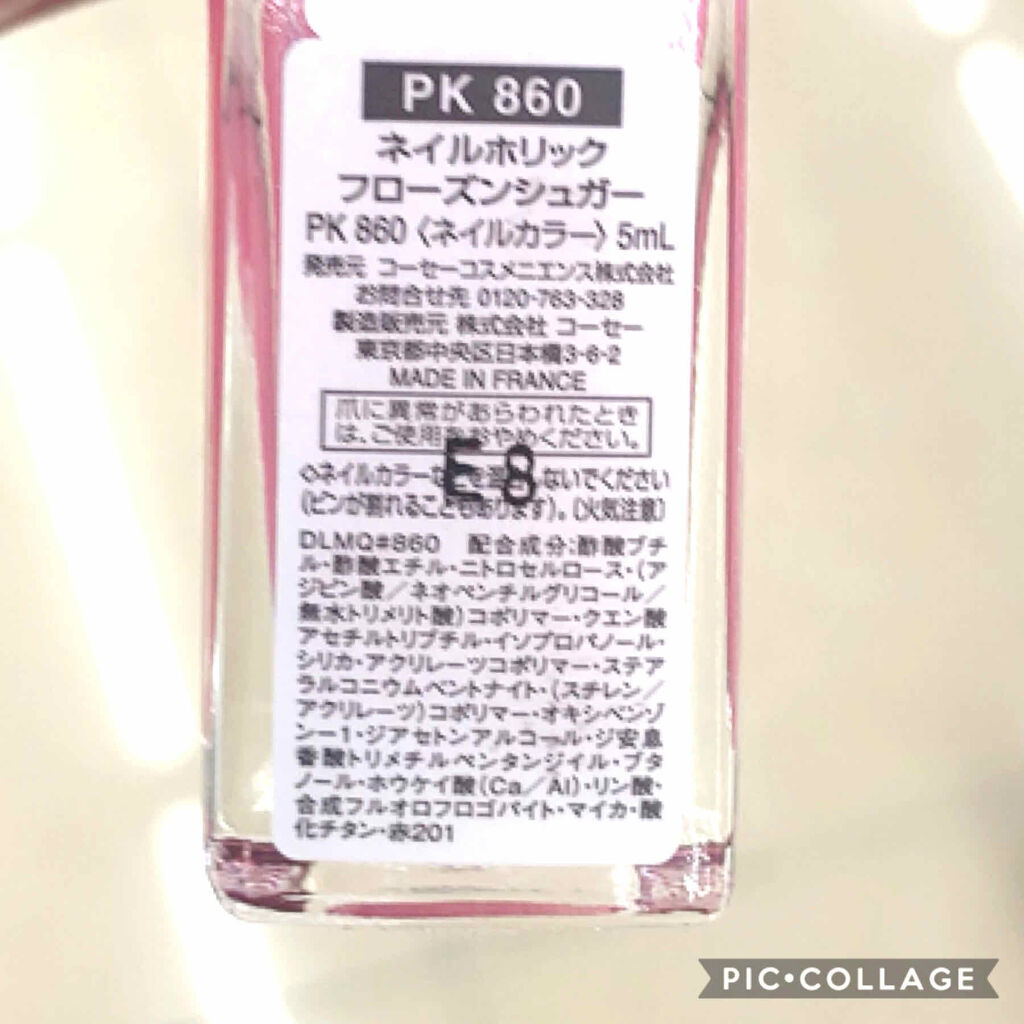 PK 860
ネイルホリック
フローズンシュガー
PK 860〈ネイルカラー〉5mL
発売元 コーセーコスメニエンス株式会社
お問合せ先 0120-763-328
製造販売元 株式会社 コーセー
東京都中央区日本橋3-6-2
MADE IN FRANCE
爪に異常があらわれたとき
は、ご使用をおやめください。
E8
◇ネイルカラー ないでください
(ビンが割れることもあります)。〔火気注意〕
DLMQ#860 配合成分:酢酸ブチ
ル・酢酸エチル・ニトロセルロース・(ア
ジピン酸/ネオペンチルグリコール/
無水トリメリト酸)コポリマー・クエン酸
アセチルトリブチル・イソプロパノール・
シリカ・アクリレーツコポリマー・ステア
ラルコニウムベントナイト・(スチレン/
アクリレーツ)コポリマー・オキシベンゾ
ン−1・ジアセトンアルコール・ジ安息
香酸トリメチルペンタンジイル・ブタ
ノール・ホウケイ酸(Ca/Al)・リン酸・
合成フルオロフロゴパイト・マイカ・酸
化チタン・赤201
PIC•COLLAGE